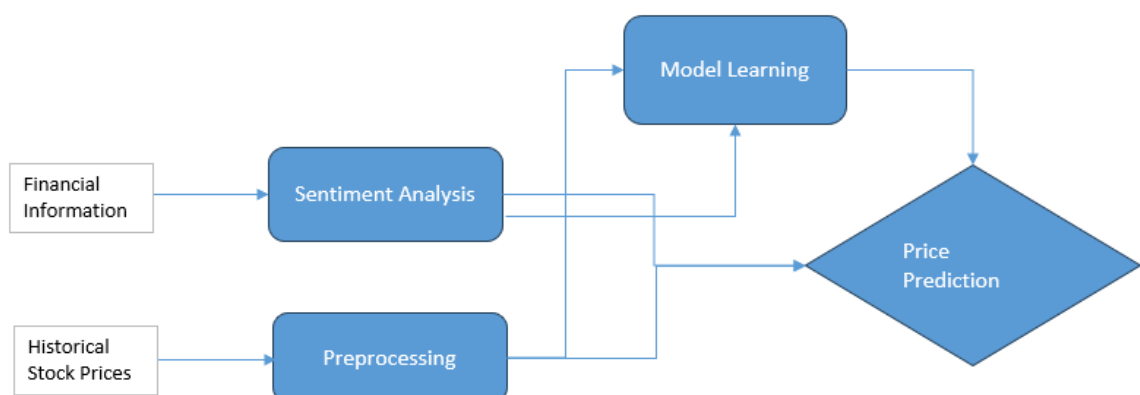 Model Learning
Financial
Information
Sentiment Analysis
Price
Prediction
Historical
Stock Prices
Preprocessing